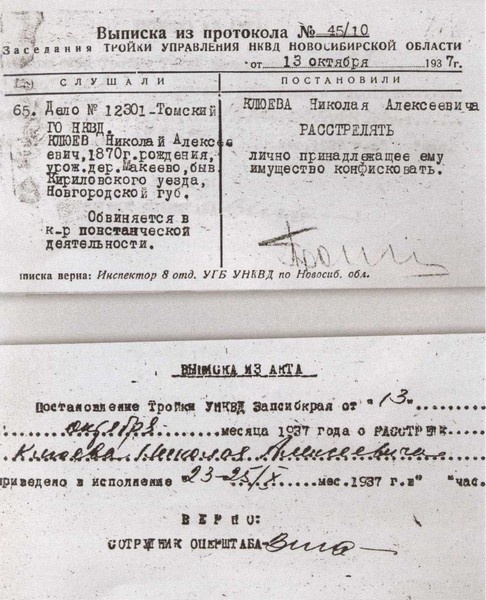 Выписка из протокола № 45/10
Заседания ТРОЙКИ УПРАВЛЕНИЯ НКВД НОВОСИБИРСКОЙ ОБЛАСТИ
от 13 октября 1937г.
СЛУШАЛИ
ПОСТАНОВИЛИ
65. Дело № 12301-Томский
ГО НКВД.
КЛЮЕВ Николай Алексе
евич, 1870г. рождения,
урож. дер. Макеево, быв
Кириловского уезда,
Новгородской губ.
Обвиняется в
к-р повстанческой
деятельности.
КЛЮЕВА Николая Алексеевича
РАССТРЕЛЯТЬ
лично принадлежащее ему
имущество конфисковать.
писка верна: Инспектор 8 отд. УГБ УНКВД по Новосиб. обл.
ВЫПИСКА ИЗ АКТА
Постановление Тройки УНКВД Запсибкрая от "13"
октября месяца 1937 года о РАССТРЕЛ
Клюева Николая Алексеевича
приведено в исполнение "23-25/X мес. 1937 г. в" "час.
ВЕРНО:
СОТРУДНИК ОПЕРШТАБА-